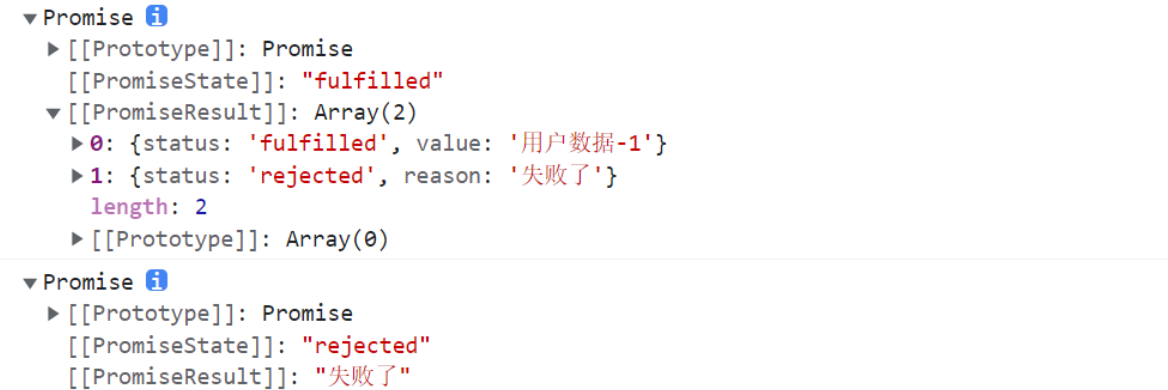 ▼Promise i
▶[[Prototype]]: Promise
[[PromiseState]]: "fulfilled"
▼[[PromiseResult]]: Array(2)
▶0: {status: 'fulfilled', value: '用户数据-1'}
▶1: {status: 'rejected', reason: '失败了'}
length: 2
▶[[Prototype]]: Array(0)
▼Promise i
▶[[Prototype]]: Promise
[[PromiseState]]: "rejected"
[[PromiseResult]]: "失败了"